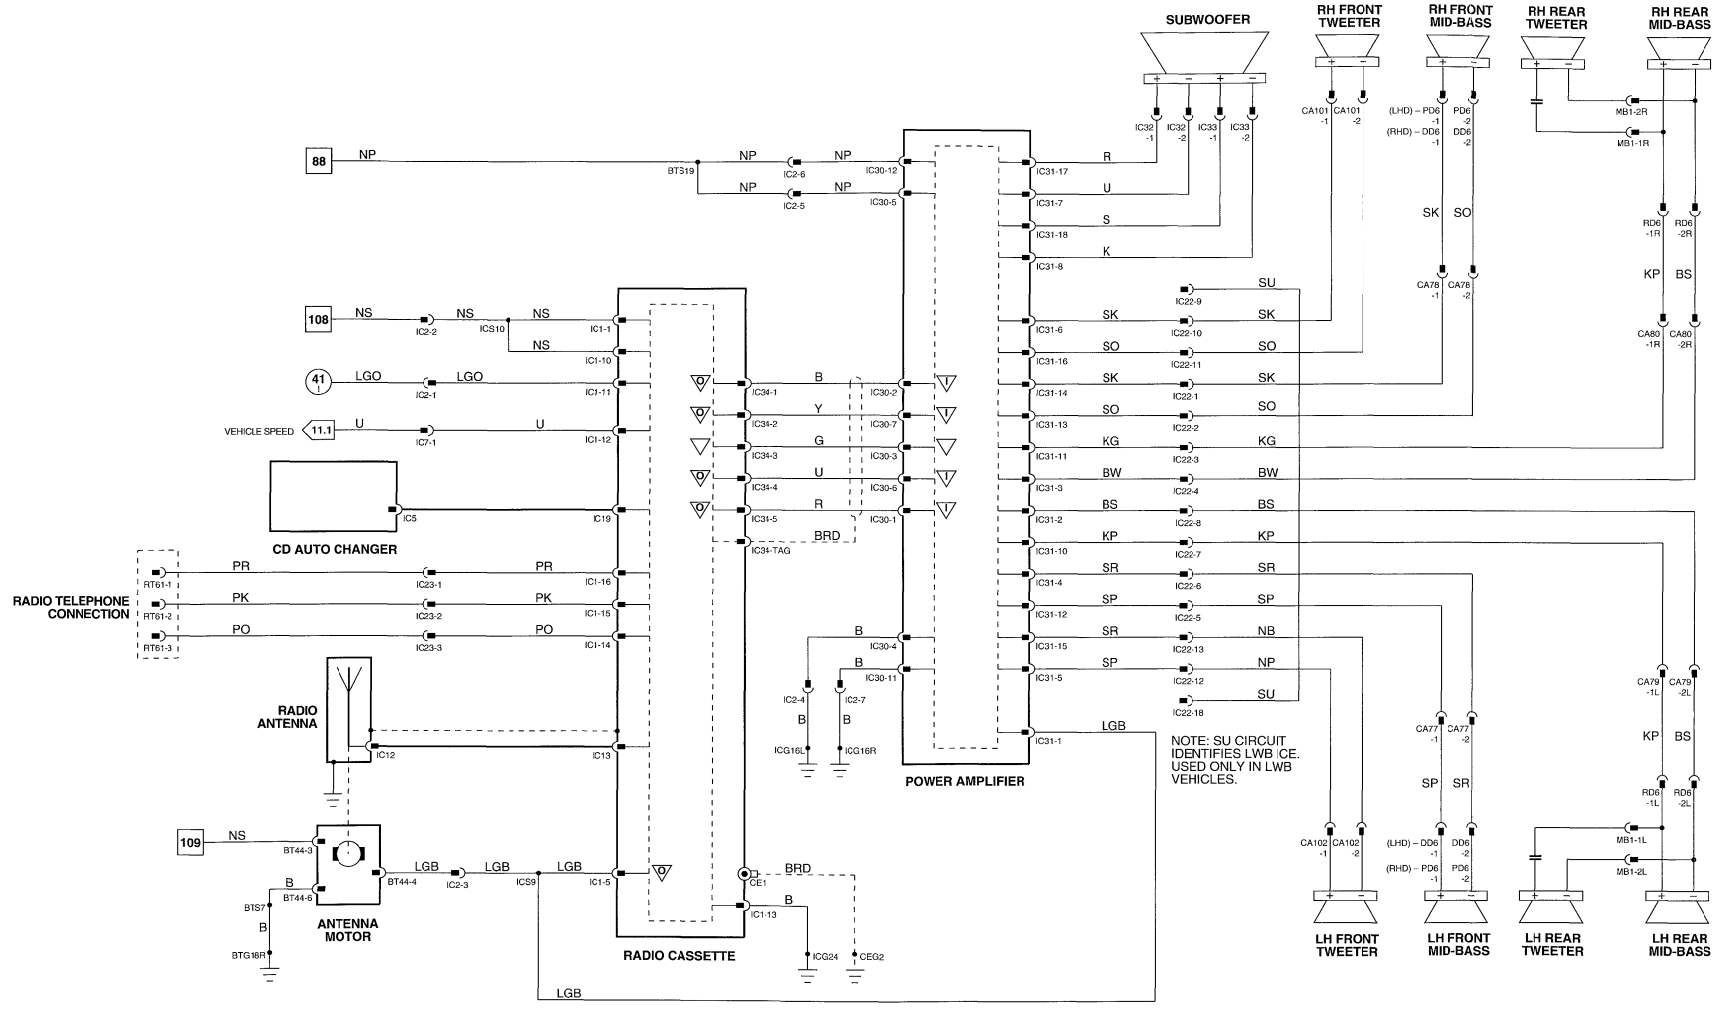 SUBWOOFER
RH FRONT
TWEETER
RH FRONT
MID-BASS
RH REAR
TWEETER
RH REAR
MID-BASS
+ − + −
+ −
+ −
+ −
+ −
IC32
-1
IC32
-2
IC33
-1
IC33
-2
CA101
-1
CA101
-2
(LHD) – PD6
-1
(RHD) – DD6
-1
PD6
-2
DD6
-2
MB1-2R
MB1-1R
88
NP
BTS19
NP
IC2-6
NP
IC30-12
NP
IC2-5
NP
IC30-5
IC31-17
R
IC31-7
U
IC31-18
S
IC31-8
K
SK
SO
RD6
-1R
RD6
-2R
KP
BS
CA78
-1
CA78
-2
CA80
-1R
CA80
-2R
IC22-9
SU
108
NS
IC2-2
NS
ICS10
NS
IC1-1
NS
IC1-10
41
I
LGO
IC2-1
LGO
IC1-11
VEHICLE SPEED
11.1
U
IC7-1
U
IC1-12
CD AUTO CHANGER
IC5
IC19
O
IC34-1
B
IC30-2
I
O
IC34-2
Y
IC30-7
I
IC34-3
G
IC30-3
O
IC34-4
U
IC30-6
I
O
IC34-5
R
IC30-1
I
IC34-TAG
BRD
IC31-6
SK
IC22-10
SK
IC31-16
SO
IC22-11
SO
IC31-14
SK
IC22-1
SK
IC31-13
SO
IC22-2
SO
IC31-11
KG
IC22-3
KG
IC31-3
BW
IC22-4
BW
IC31-2
BS
IC22-8
BS
IC31-10
KP
IC22-7
KP
IC31-4
SR
IC22-6
SR
IC31-12
SP
IC22-5
SP
IC31-15
SR
IC22-13
NB
IC31-5
SP
IC22-12
NP
IC22-18
SU
IC31-1
LGB
RADIO TELEPHONE
CONNECTION
RT61-1
PR
IC23-1
PR
IC1-16
RT61-2
PK
IC23-2
PK
IC1-15
RT61-3
PO
IC23-3
PO
IC1-14
B
IC30-4
B
IC30-11
IC2-4
IC2-7
B
B
ICG16L
ICG16R
POWER AMPLIFIER
NOTE: SU CIRCUIT
IDENTIFIES LWB ICE.
USED ONLY IN LWB
VEHICLES.
RADIO
ANTENNA
IC12
IC13
CA79
-1L
CA79
-2L
CA77
-1
CA77
-2
KP
BS
SP
SR
RD6
-1L
RD6
-2L
109
NS
BT44-3
B
BT44-6
BTS7
B
BTG18R
ANTENNA
MOTOR
BT44-4
LGB
IC2-3
LGB
ICS9
LGB
IC1-5
O
CE1
BRD
IC1-13
B
ICG24
CEG2
RADIO CASSETTE
LGB
CA102
-1
CA102
-2
(LHD) – DD6
-1
(RHD) – PD6
-1
DD6
-2
PD6
-2
MB1-1L
MB1-2L
+ −
+ −
+ −
+ −
LH FRONT
TWEETER
LH FRONT
MID-BASS
LH REAR
TWEETER
LH REAR
MID-BASS